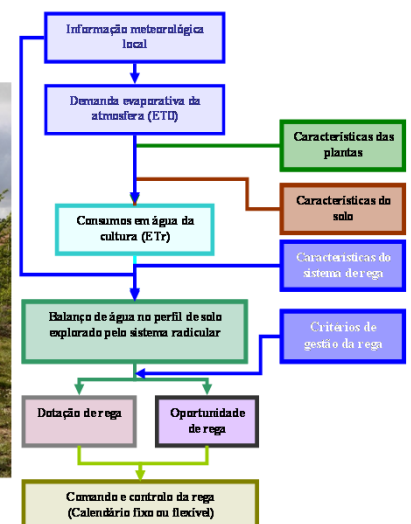 Informação meteorológica
local
Demanda evaporativa da
atmosfera (ET0)
Características das
plantas
Características do
solo
Consumos em água da
cultura (ETr)
Características do
sistema de rega
Balanço de água no perfil de solo
explorado pelo sistema radicular
Critérios de
gestão da rega
Dotação de rega
Oportunidade
de rega
Comando e controlo da rega
(Calendário fixo ou flexível)